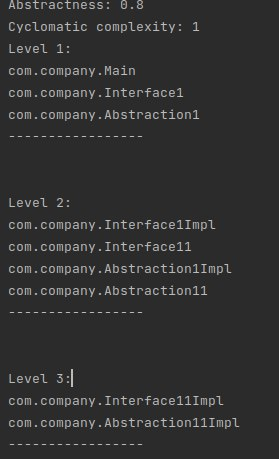 Abstractness: 0.8
Cyclomatic complexity: 1
Level 1:
com.company.Main
com.company.Interface1
com.company.Abstraction1
-----------------
Level 2:
com.company.Interface1Impl
com.company.Interface11
com.company.Abstraction1Impl
com.company.Abstraction11
-----------------
Level 3:
com.company.Interface11Impl
com.company.Abstraction11Impl
-----------------